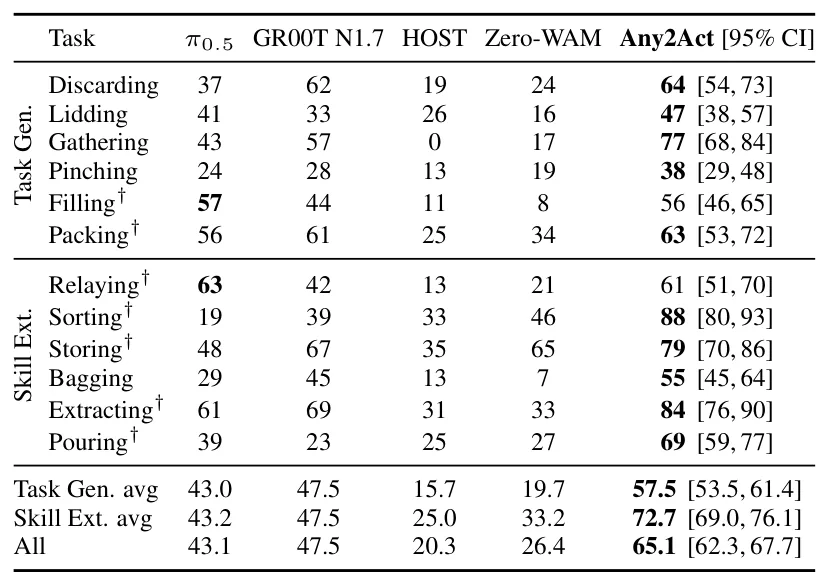 Task π0.5 GR00T N1.7 HOST Zero-WAM Any2Act [95% CI]
Task Gen.
Discarding 37 62 19 24 64 [54, 73]
Lidding 41 33 26 16 47 [38, 57]
Gathering 43 57 0 17 77 [68, 84]
Pinching 24 28 13 19 38 [29, 48]
Filling† 57 44 11 8 56 [46, 65]
Packing† 56 61 25 34 63 [53, 72]
Skill Ext.
Relaying† 63 42 13 21 61 [51, 70]
Sorting† 19 39 33 46 88 [80, 93]
Storing† 48 67 35 65 79 [70, 86]
Bagging 29 45 13 7 55 [45, 64]
Extracting† 61 69 31 33 84 [76, 90]
Pouring† 39 23 25 27 69 [59, 77]
Task Gen. avg 43.0 47.5 15.7 19.7 57.5 [53.5, 61.4]
Skill Ext. avg 43.2 47.5 25.0 33.2 72.7 [69.0, 76.1]
All 43.1 47.5 20.3 26.4 65.1 [62.3, 67.7]